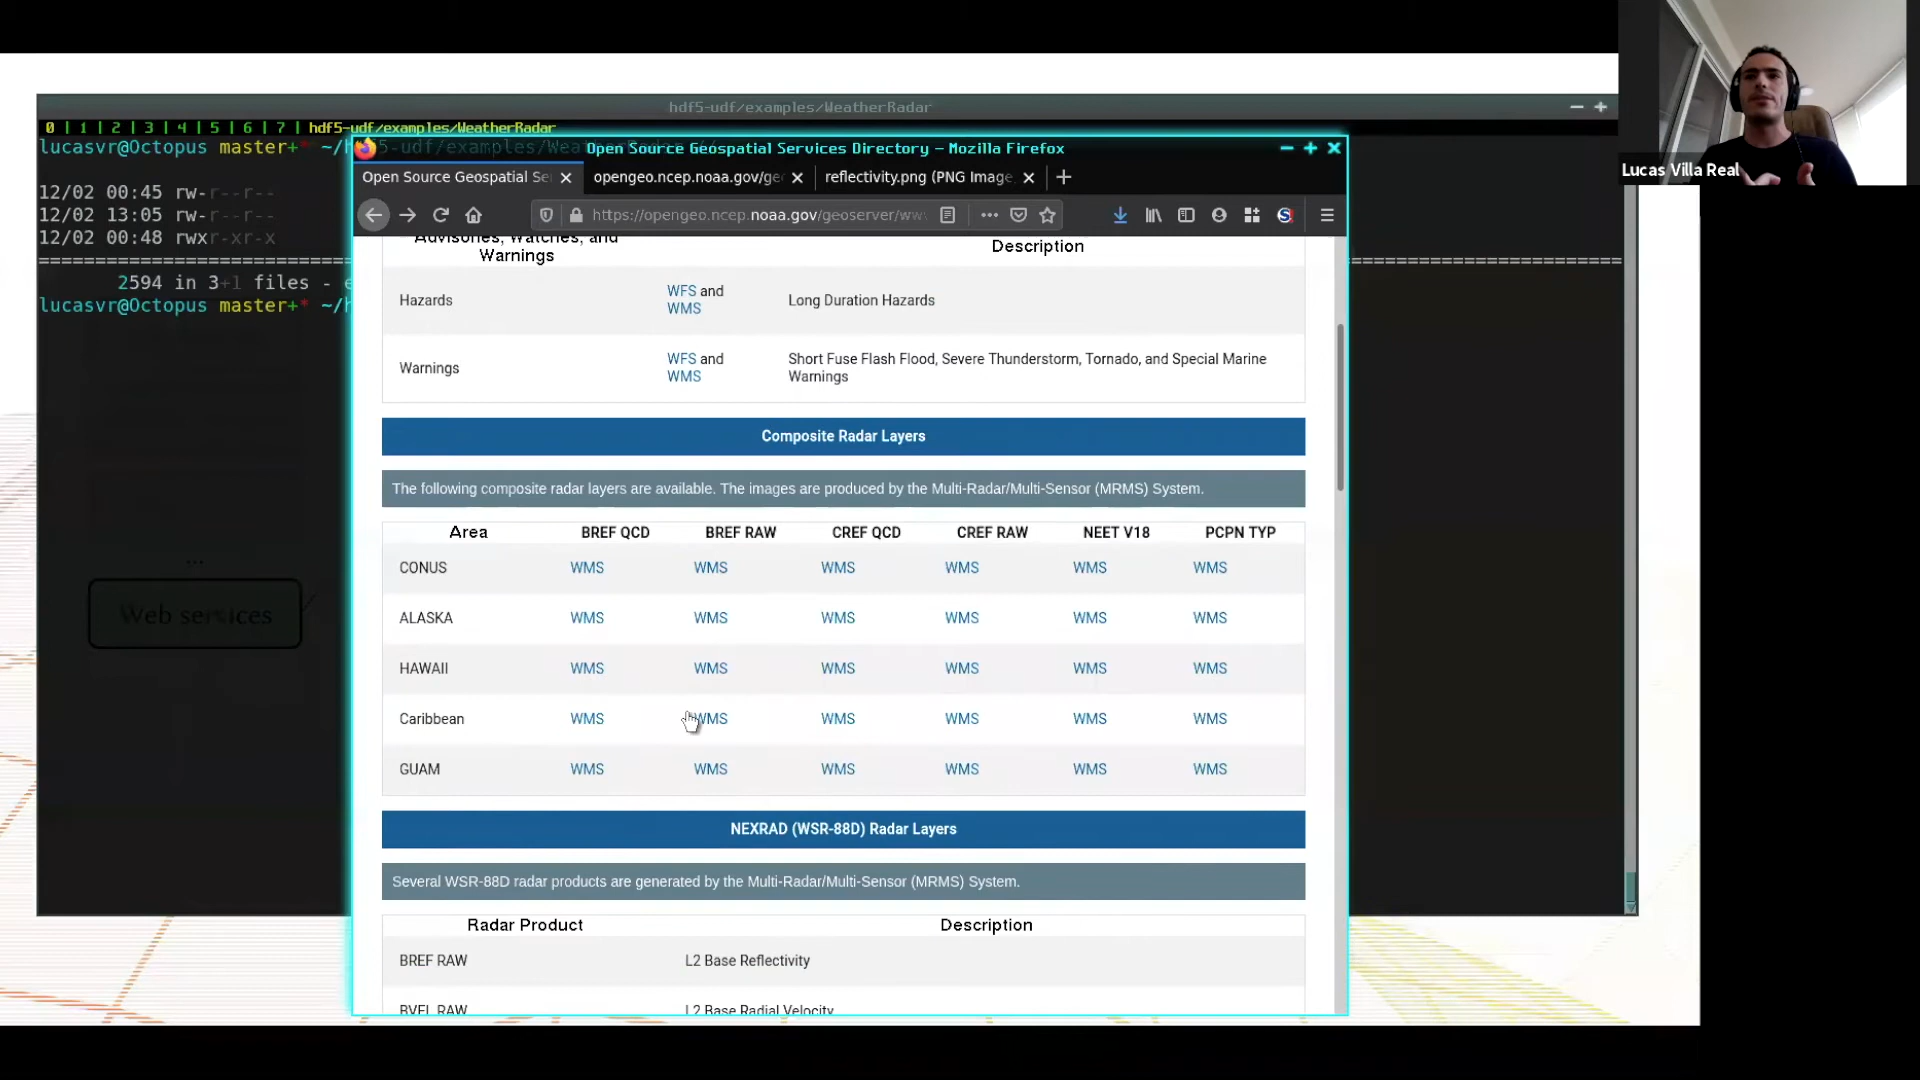 hdf5-udf/examples/WeatherRadar
0 | 1 | 2 | 3 | 4 | 5 | 6 | 7 | hdf5-udf/examples/WeatherRadar
lucasvr@Octopus master+* ~/h
12/02 00:45 rw-r--r--
12/02 13:05 rw-r--r--
12/02 00:48 rwxr-xr-x
2594 in 3+1 files - e
lucasvr@Octopus master+* ~/h
...
Web services
Open Source Geospatial Services Directory – Mozilla Firefox
Open Source Geospatial Se
opengeo.ncep.noaa.gov/ge
reflectivity.png (PNG Image,
https://opengeo.ncep.noaa.gov/geoserver/ww
Advisories, Watches, and
Warnings
Description
Hazards
WFS and
WMS
Long Duration Hazards
Warnings
WFS and
WMS
Short Fuse Flash Flood, Severe Thunderstorm, Tornado, and Special Marine
Warnings
Composite Radar Layers
The following composite radar layers are available. The images are produced by the Multi-Radar/Multi-Sensor (MRMS) System.
Area BREF QCD BREF RAW CREF QCD CREF RAW NEET V18 PCPN TYP
CONUS WMS WMS WMS WMS WMS WMS
ALASKA WMS WMS WMS WMS WMS WMS
HAWAII WMS WMS WMS WMS WMS WMS
Caribbean WMS WMS WMS WMS WMS WMS
GUAM WMS WMS WMS WMS WMS WMS
NEXRAD (WSR-88D) Radar Layers
Several WSR-88D radar products are generated by the Multi-Radar/Multi-Sensor (MRMS) System.
Radar Product Description
BREF RAW L2 Base Reflectivity
BVEL RAW L2 Base Radial Velocity
Lucas Villa Real